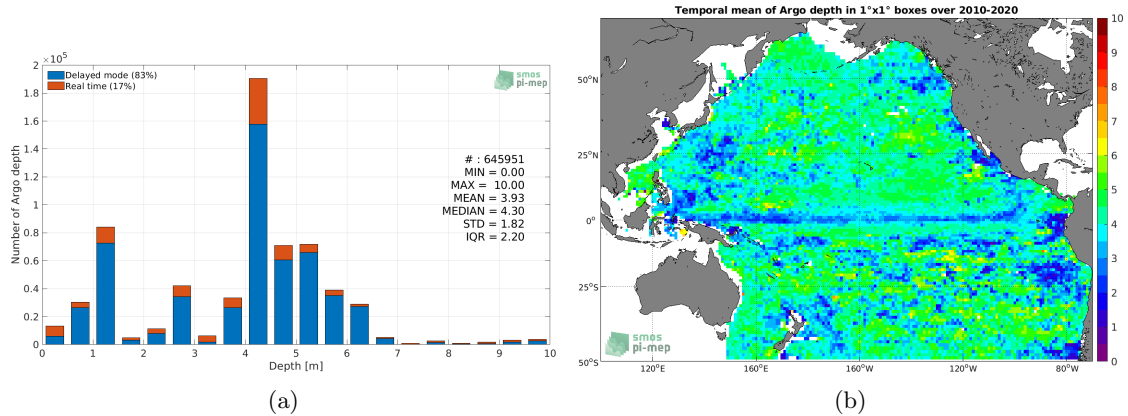 2
×10⁵
Delayed mode (83%)
Real time (17%)
smos
pi-mep
1.8
1.6
1.4
1.2
1
0.8
0.6
0.4
0.2
0
Number of Argo depth
# : 645951
MIN = 0.00
MAX = 10.00
MEAN = 3.93
MEDIAN = 4.30
STD = 1.82
IQR = 2.20
0 1 2 3 4 5 6 7 8 9 10
Depth [m]
(a)
Temporal mean of Argo depth in 1°x1° boxes over 2010-2020
50°N
25°N
0°
25°S
50°S
120°E 160°E 160°W 120°W 80°W
smos
pi-mep
10
9
8
7
6
5
4
3
2
1
0
(b)